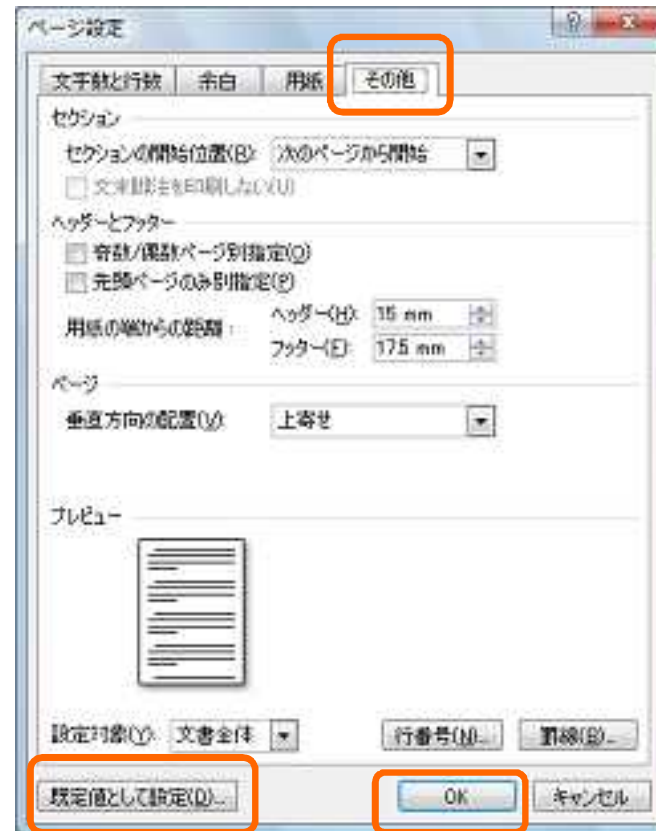 ページ設定
文字数と行数 余白 用紙 その他
セクション
セクションの開始位置(R): 次のページから開始
文末脚注を印刷しない(U)
ヘッダーとフッター
奇数/偶数ページ別指定(O)
先頭ページのみ別指定(P)
用紙の端からの距離: ヘッダー(H): 15 mm
フッター(F): 17.5 mm
ページ
垂直方向の配置(V): 上寄せ
プレビュー
設定対象(Y): 文書全体 行番号(N)... 罫線(B)...
既定値として設定(D)... OK キャンセル